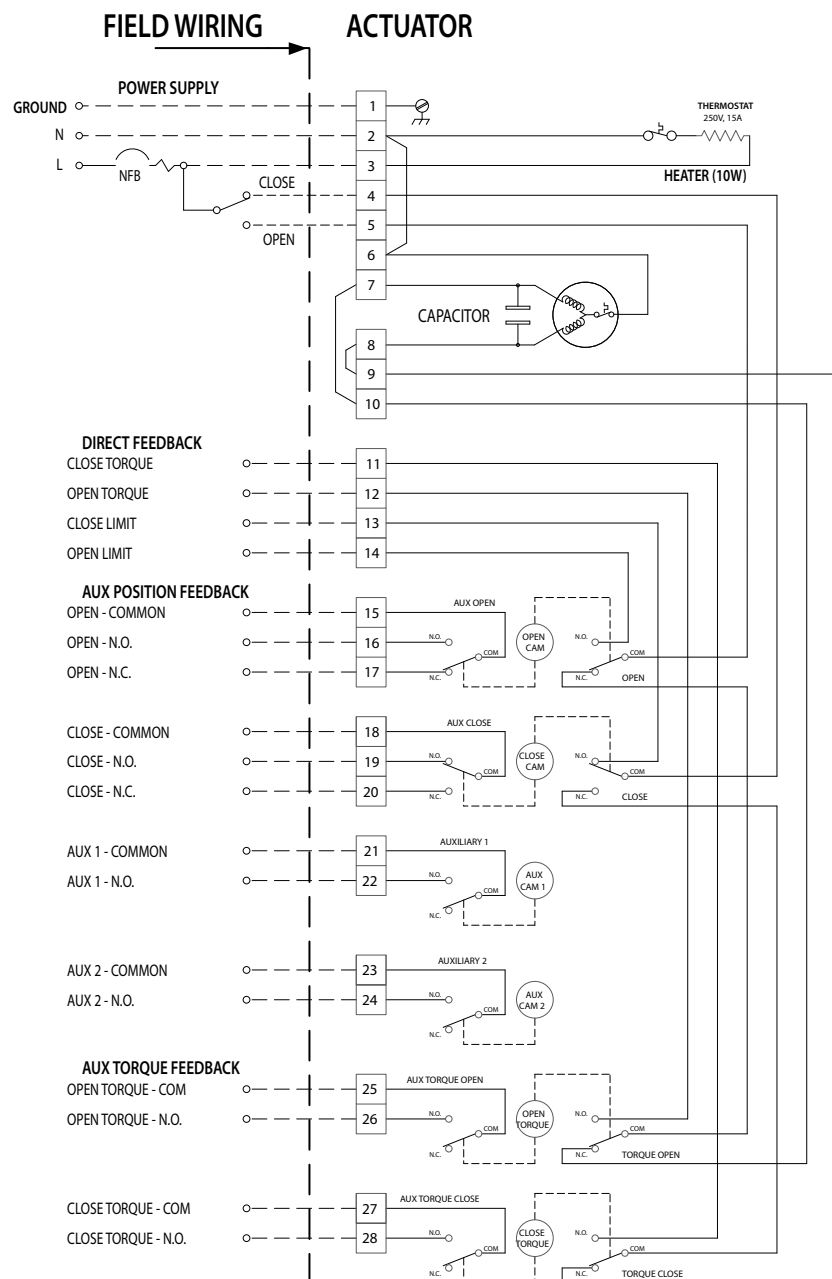 FIELD WIRING
ACTUATOR
POWER SUPPLY
GROUND
N
L
NFB
CLOSE
OPEN
1
2
3
4
5
6
7
8
9
10
THERMOSTAT
250V, 15A
HEATER (10W)
CAPACITOR
DIRECT FEEDBACK
CLOSE TORQUE
11
OPEN TORQUE
12
CLOSE LIMIT
13
OPEN LIMIT
14
AUX POSITION FEEDBACK
OPEN - COMMON
15
AUX OPEN
OPEN - N.O.
16
N.O.
COM
OPEN CAM
N.O.
COM
OPEN - N.C.
17
N.C.
N.C.
OPEN
CLOSE - COMMON
18
AUX CLOSE
CLOSE - N.O.
19
N.O.
COM
CLOSE CAM
N.O.
COM
CLOSE - N.C.
20
N.C.
N.C.
CLOSE
AUX 1 - COMMON
21
AUXILIARY 1
AUX 1 - N.O.
22
N.O.
COM
N.C.
AUX CAM 1
AUX 2 - COMMON
23
AUXILIARY 2
AUX 2 - N.O.
24
N.O.
COM
N.C.
AUX CAM 2
AUX TORQUE FEEDBACK
OPEN TORQUE - COM
25
AUX TORQUE OPEN
OPEN TORQUE - N.O.
26
N.O.
COM
N.C.
OPEN TORQUE
N.O.
COM
N.C.
TORQUE OPEN
CLOSE TORQUE - COM
27
AUX TORQUE CLOSE
CLOSE TORQUE - N.O.
28
N.O.
COM
N.C.
CLOSE TORQUE
N.O.
COM
N.C.
TORQUE CLOSE